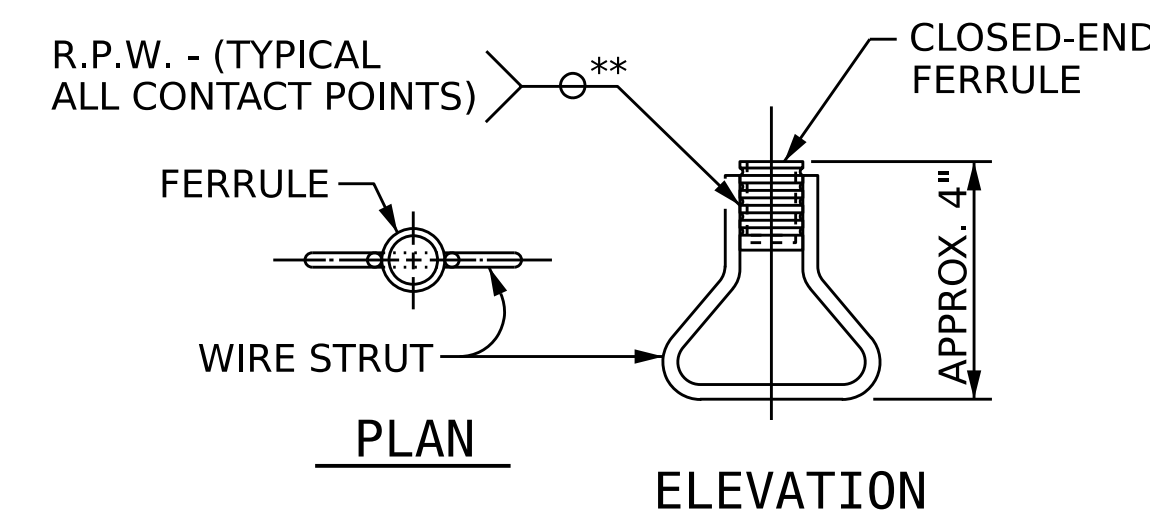 R.P.W. - (TYPICAL
ALL CONTACT POINTS)
**
CLOSED-END
FERRULE
FERRULE
WIRE STRUT
APPROX. 4"
PLAN
ELEVATION